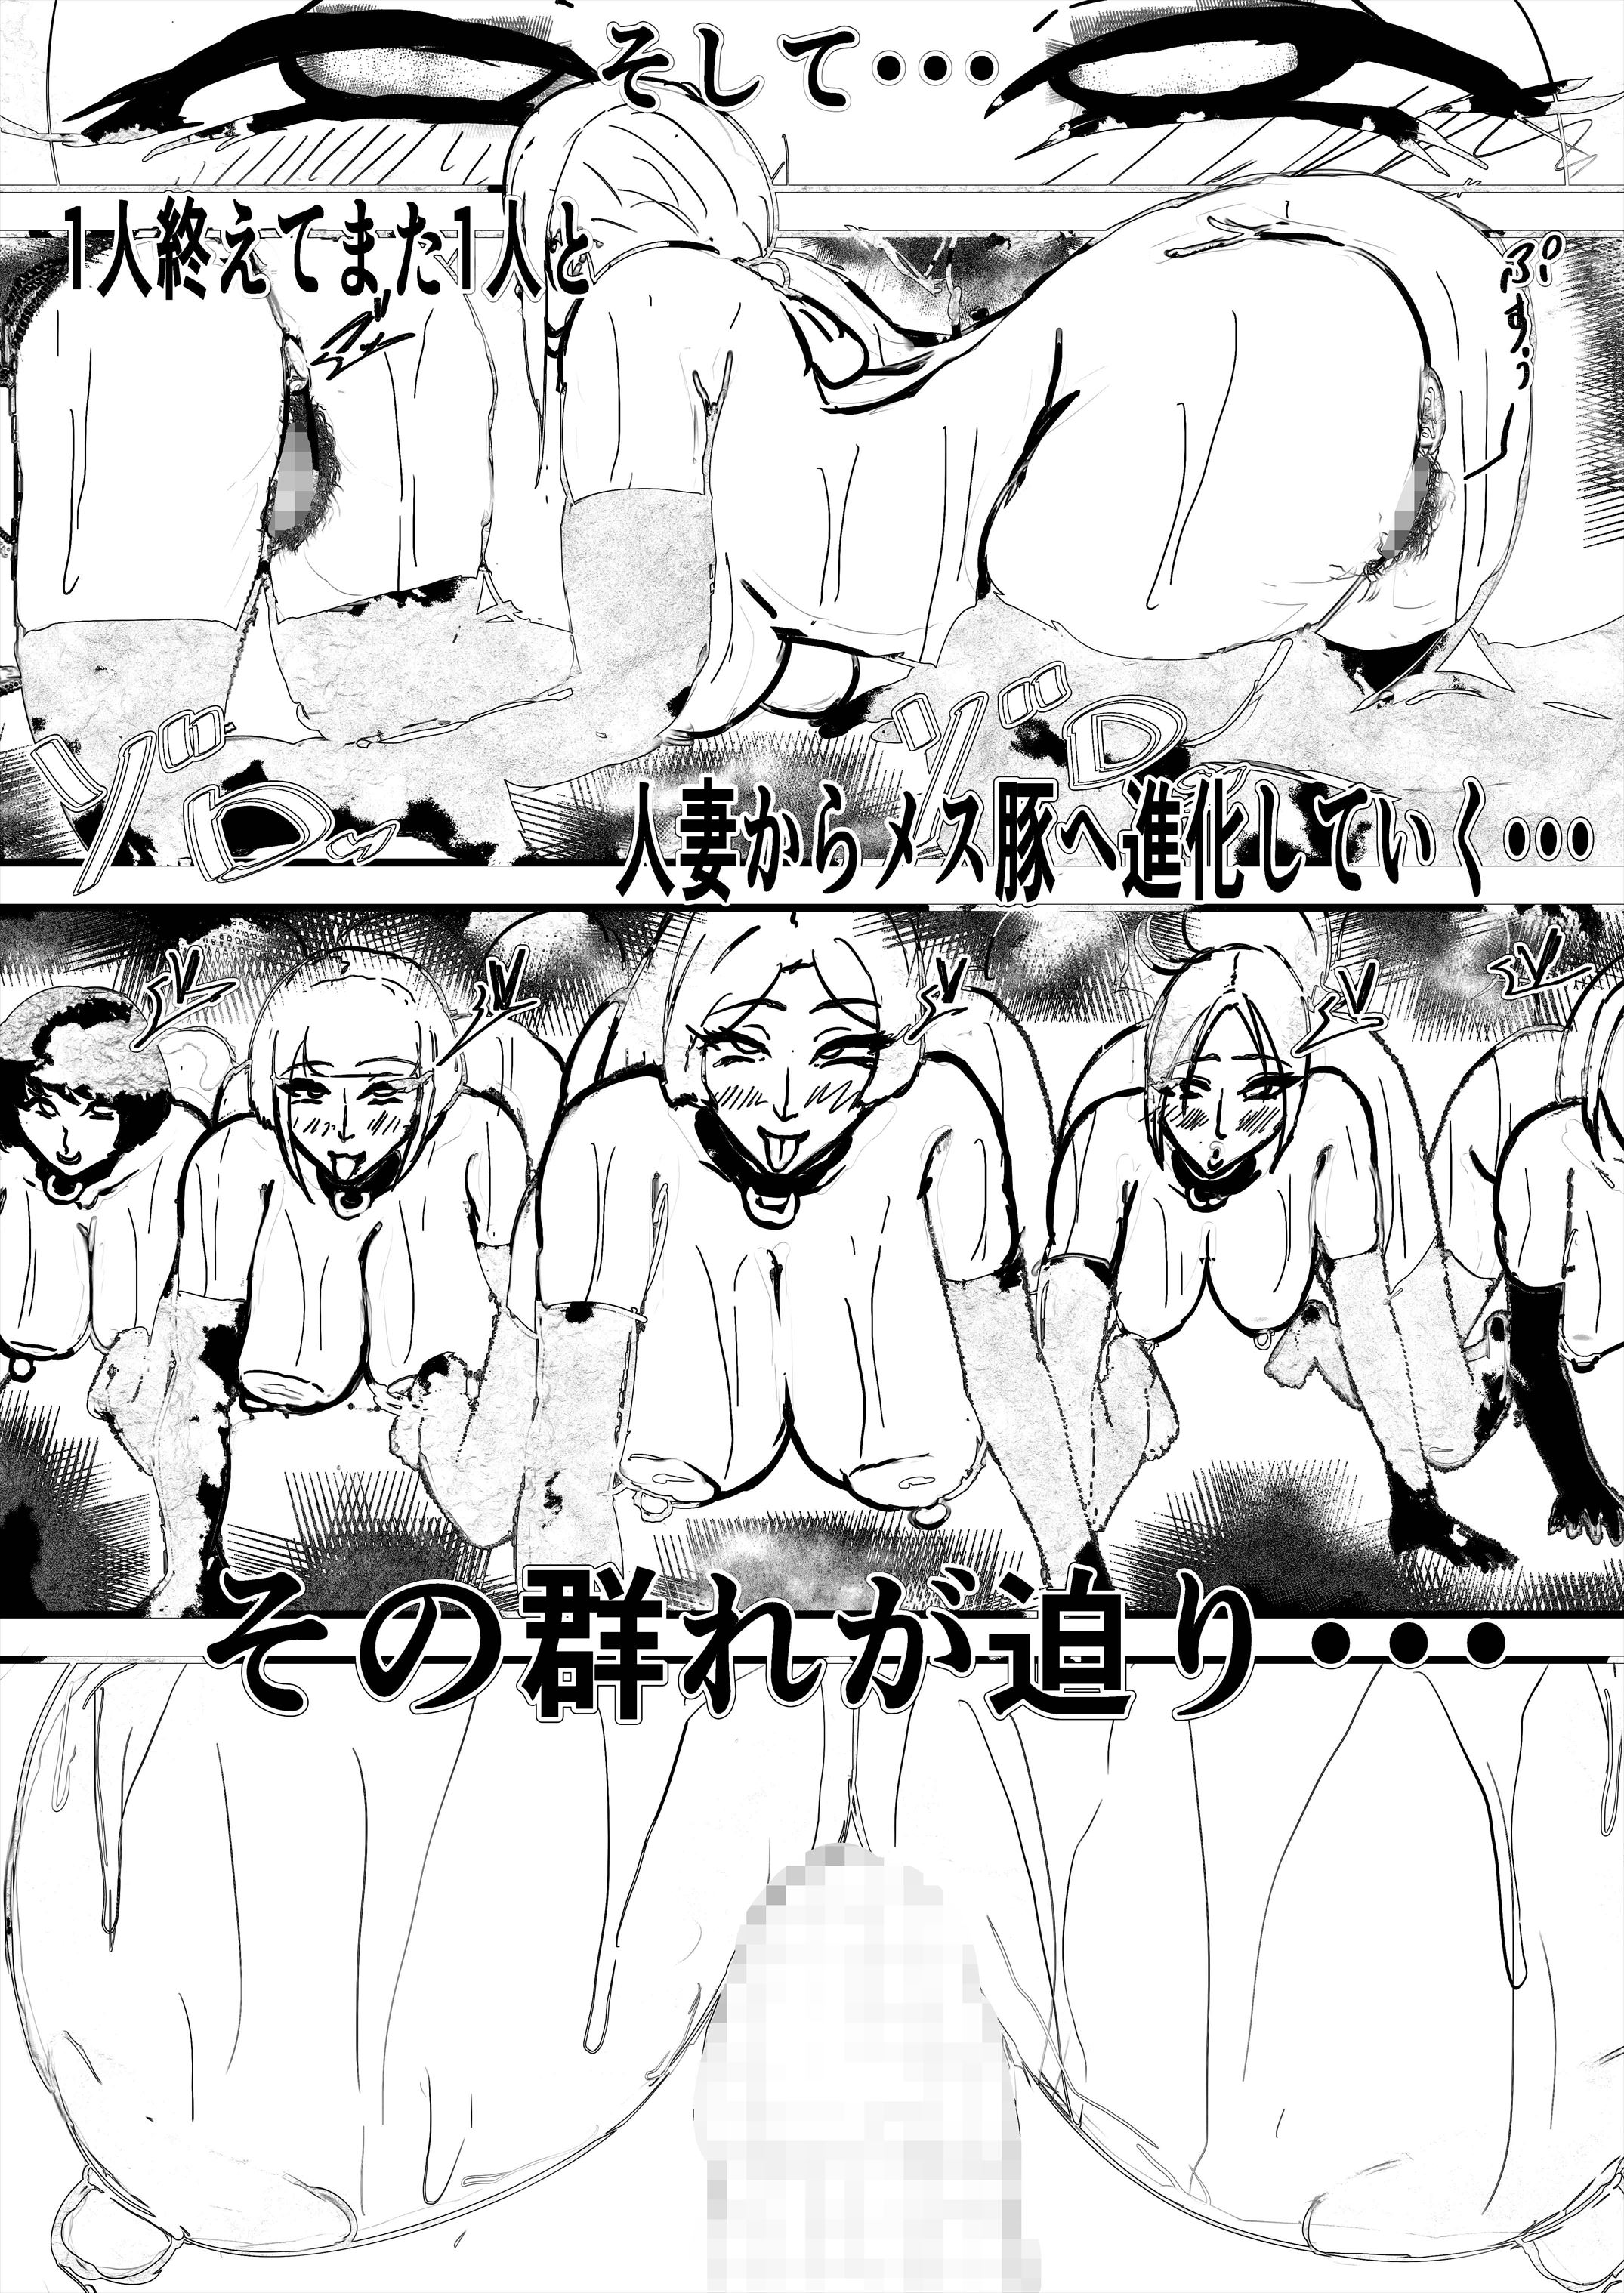 そして・・・
1人終えてまた1人と
ぷすぅー
ゾロ
ゾロッ
人妻からメス豚へ進化していく・・・
その群れが迫り・・・